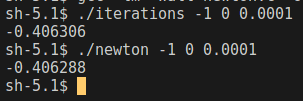 sh-5.1$ ./iterations -1 0 0.0001
-0.406306
sh-5.1$ ./newton -1 0 0.0001
-0.406288
sh-5.1$